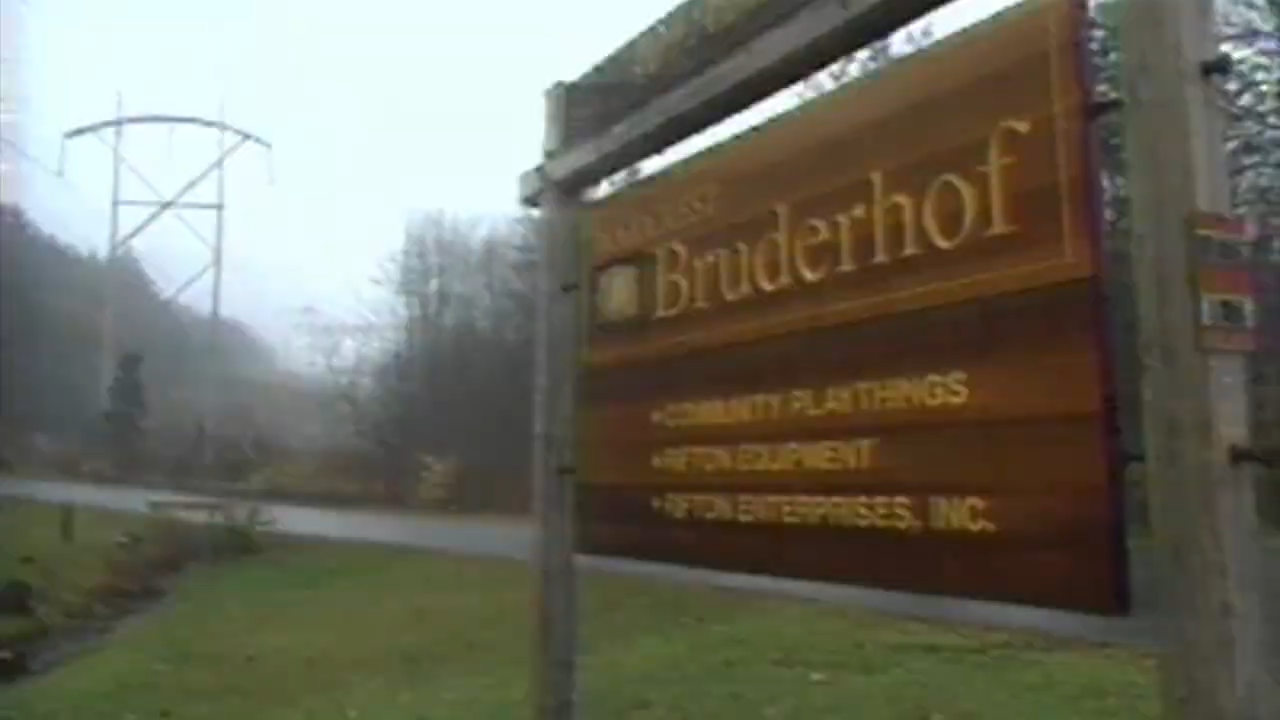 Bruderhof
• COMMUNITY PLAYTHINGS
• RIFTON EQUIPMENT
• RIFTON ENTERPRISES, INC.